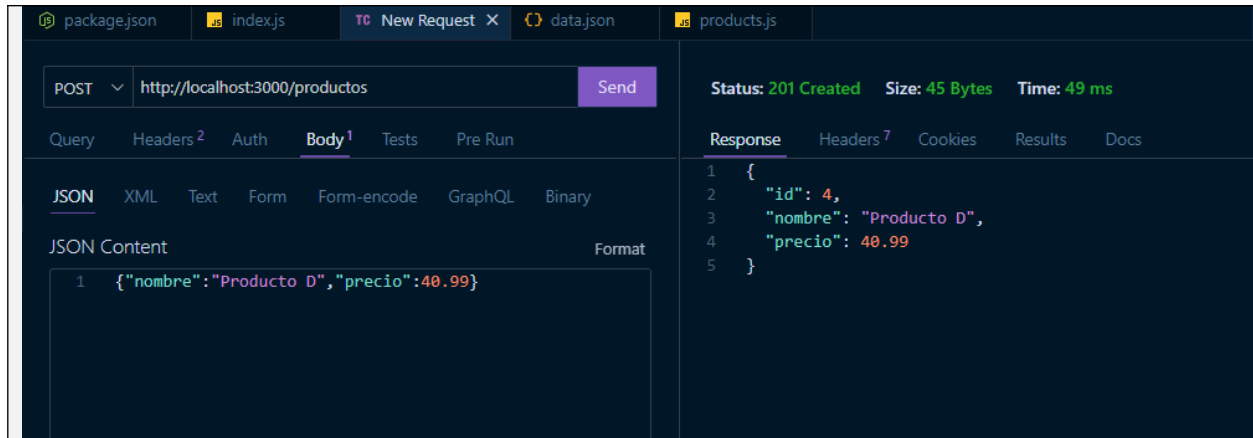 package.json index.js TC New Request × data.json products.js
POST http://localhost:3000/productos Send
Query Headers 2 Auth Body 1 Tests Pre Run
JSON XML Text Form Form-encode GraphQL Binary
JSON Content Format
1 {"nombre":"Producto D","precio":40.99}
Status: 201 Created Size: 45 Bytes Time: 49 ms
Response Headers 7 Cookies Results Docs
1 {
2 "id": 4,
3 "nombre": "Producto D",
4 "precio": 40.99
5 }